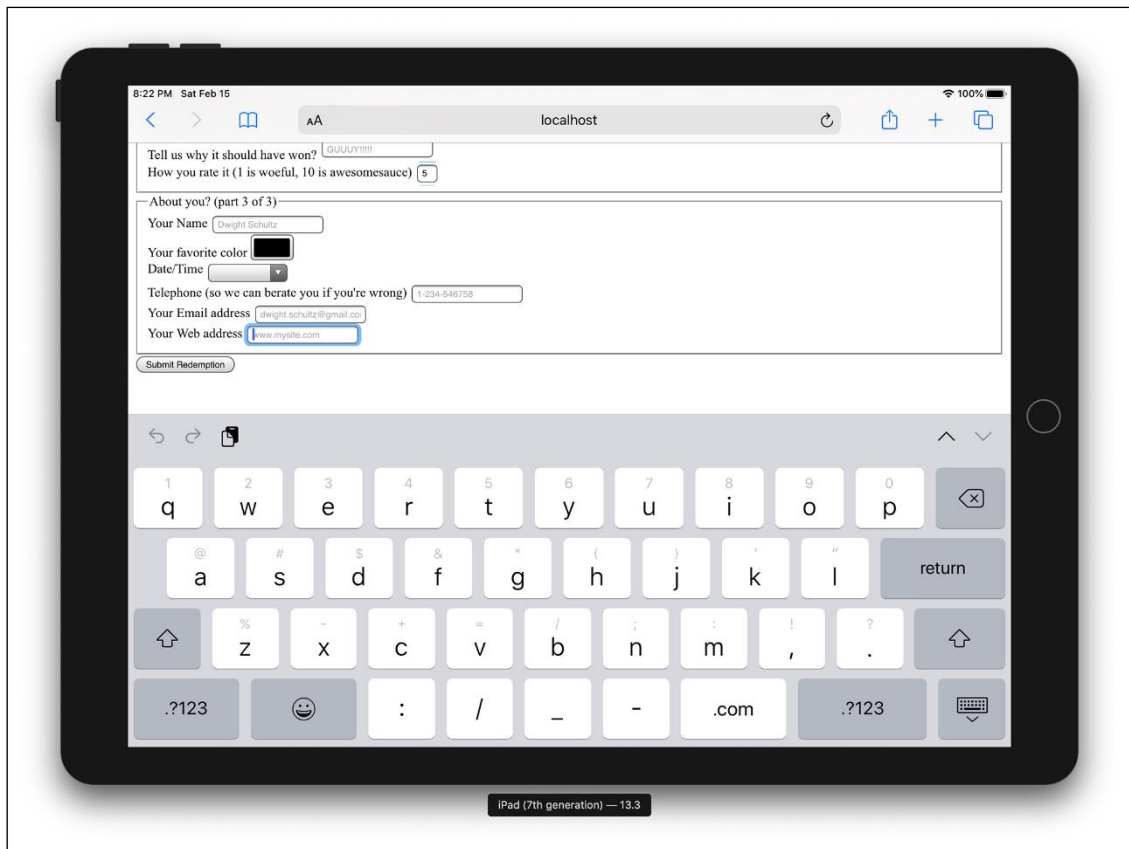 8:22 PM Sat Feb 15 100%
AA localhost
Tell us why it should have won? GUUUY!!!!!
How you rate it (1 is woeful, 10 is awesomesauce) 5
About you? (part 3 of 3)
Your Name Dwight Schultz
Your favorite color
Date/Time
Telephone (so we can berate you if you're wrong) 1-234-546758
Your Email address dwight.schultz@gmail.co
Your Web address www.mysite.com
Submit Redemption
1 2 3 4 5 6 7 8 9 0
q w e r t y u i o p
@ # $ & * ( ) ' "
a s d f g h j k l return
% - + = / ; : ! ?
z x c v b n m , .
.?123 : / _ - .com .?123
iPad (7th generation) — 13.3